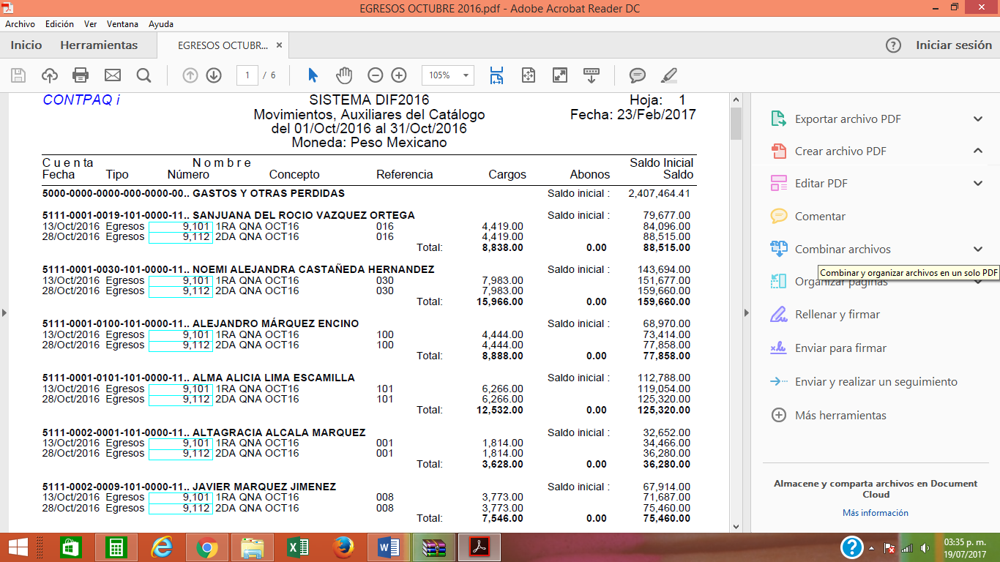 EGRESOS OCTUBRE 2016.pdf - Adobe Acrobat Reader DC
Archivo Edición Ver Ventana Ayuda
Inicio Herramientas EGRESOS OCTUBR... × Iniciar sesión
1 / 6 105%
CONTPAQ i SISTEMA DIF2016 Hoja: 1
Movimientos, Auxiliares del Catálogo Fecha: 23/Feb/2017
del 01/Oct/2016 al 31/Oct/2016
Moneda: Peso Mexicano
C u e n t a N o m b r e Saldo Inicial
Fecha Tipo Número Concepto Referencia Cargos Abonos Saldo
5000-0000-0000-000-0000-00.. GASTOS Y OTRAS PERDIDAS Saldo inicial : 2,407,464.41
5111-0001-0019-101-0000-11.. SANJUANA DEL ROCIO VAZQUEZ ORTEGA Saldo inicial : 79,677.00
13/Oct/2016 Egresos 9,101 1RA QNA OCT16 016 4,419.00 84,096.00
28/Oct/2016 Egresos 9,112 2DA QNA OCT16 016 4,419.00 88,515.00
Total: 8,838.00 0.00 88,515.00
5111-0001-0030-101-0000-11.. NOEMI ALEJANDRA CASTAÑEDA HERNANDEZ Saldo inicial : 143,694.00
13/Oct/2016 Egresos 9,101 1RA QNA OCT16 030 7,983.00 151,677.00
28/Oct/2016 Egresos 9,112 2DA QNA OCT16 030 7,983.00 159,660.00
Total: 15,966.00 0.00 159,660.00
5111-0001-0100-101-0000-11.. ALEJANDRO MÁRQUEZ ENCINO Saldo inicial : 68,970.00
13/Oct/2016 Egresos 9,101 1RA QNA OCT16 100 4,444.00 73,414.00
28/Oct/2016 Egresos 9,112 2DA QNA OCT16 100 4,444.00 77,858.00
Total: 8,888.00 0.00 77,858.00
5111-0001-0101-101-0000-11.. ALMA ALICIA LIMA ESCAMILLA Saldo inicial : 112,788.00
13/Oct/2016 Egresos 9,101 1RA QNA OCT16 101 6,266.00 119,054.00
28/Oct/2016 Egresos 9,112 2DA QNA OCT16 101 6,266.00 125,320.00
Total: 12,532.00 0.00 125,320.00
5111-0002-0001-101-0000-11.. ALTAGRACIA ALCALA MARQUEZ Saldo inicial : 32,652.00
13/Oct/2016 Egresos 9,101 1RA QNA OCT16 001 1,814.00 34,466.00
28/Oct/2016 Egresos 9,112 2DA QNA OCT16 001 1,814.00 36,280.00
Total: 3,628.00 0.00 36,280.00
5111-0002-0009-101-0000-11.. JAVIER MARQUEZ JIMENEZ Saldo inicial : 67,914.00
13/Oct/2016 Egresos 9,101 1RA QNA OCT16 008 3,773.00 71,687.00
28/Oct/2016 Egresos 9,112 2DA QNA OCT16 008 3,773.00 75,460.00
Total: 7,546.00 0.00 75,460.00
Exportar archivo PDF
Crear archivo PDF
Editar PDF
Comentar
Combinar archivos
Combinar y organizar archivos en un solo PDF
Organizar páginas
Rellenar y firmar
Enviar para firmar
Enviar y realizar un seguimiento
Más herramientas
Almacene y comparta archivos en Document
Cloud
Más información
03:35 p. m.
19/07/2017